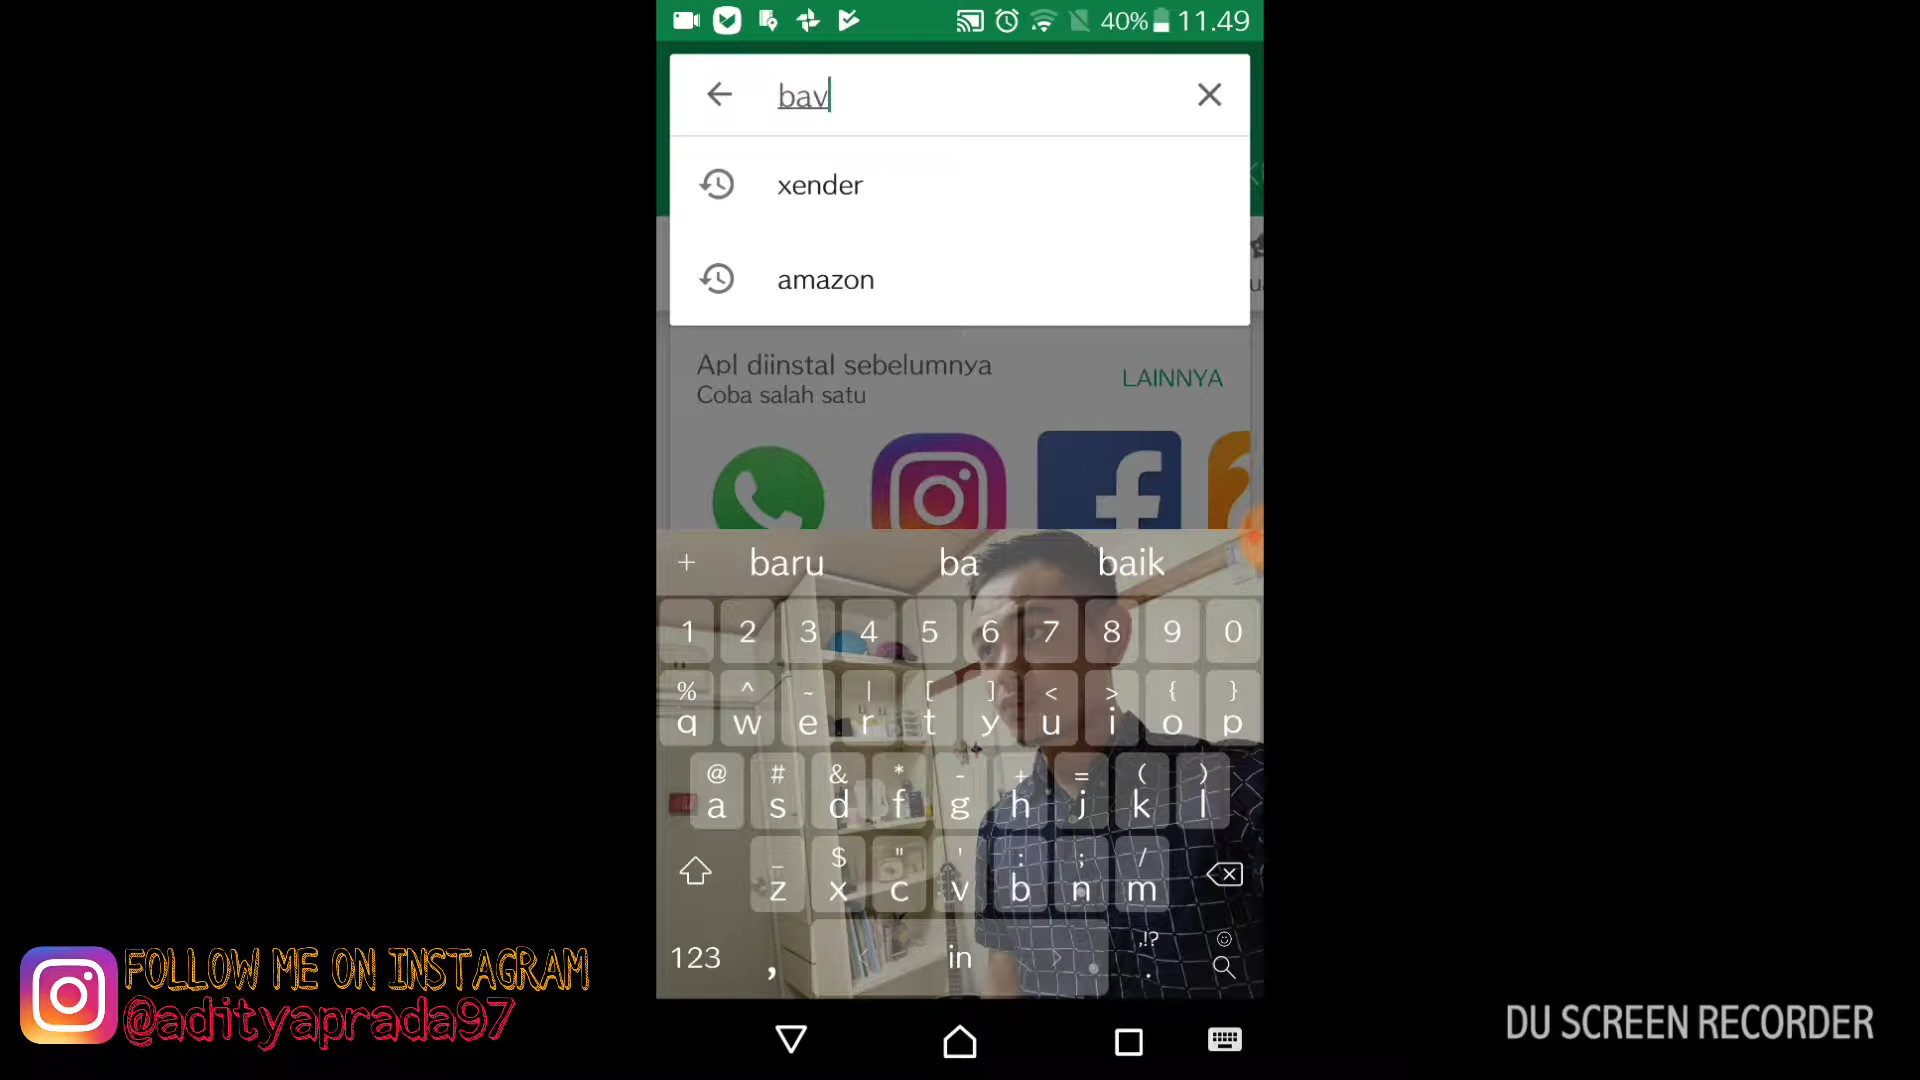 40% 11.49
bav
xender
amazon
Apl diinstal sebelumnya
Coba salah satu
LAINNYA
+ baru ba baik
1 2 3 4 5 6 7 8 9 0
% ^ ~ | [ ] < > { }
q w e r t y u i o p
@ # & * - + = ( )
a s d f g h j k l
_ $ " ' : ; /
z x c v b n m
123 , in ,!? .
FOLLOW ME ON INSTAGRAM
@adityaprada97
DU SCREEN RECORDER